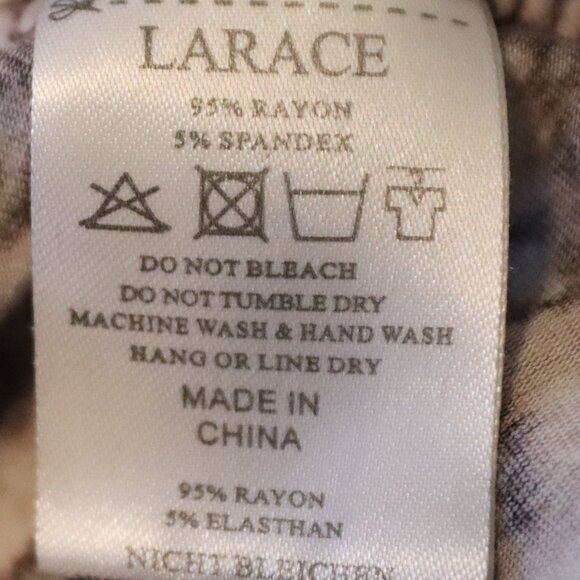 LARACE
95% RAYON
5% SPANDEX
DO NOT BLEACH
DO NOT TUMBLE DRY
MACHINE WASH & HAND WASH
HANG OR LINE DRY
MADE IN
CHINA
95% RAYON
5% ELASTHAN
NICHT BLEICHEN